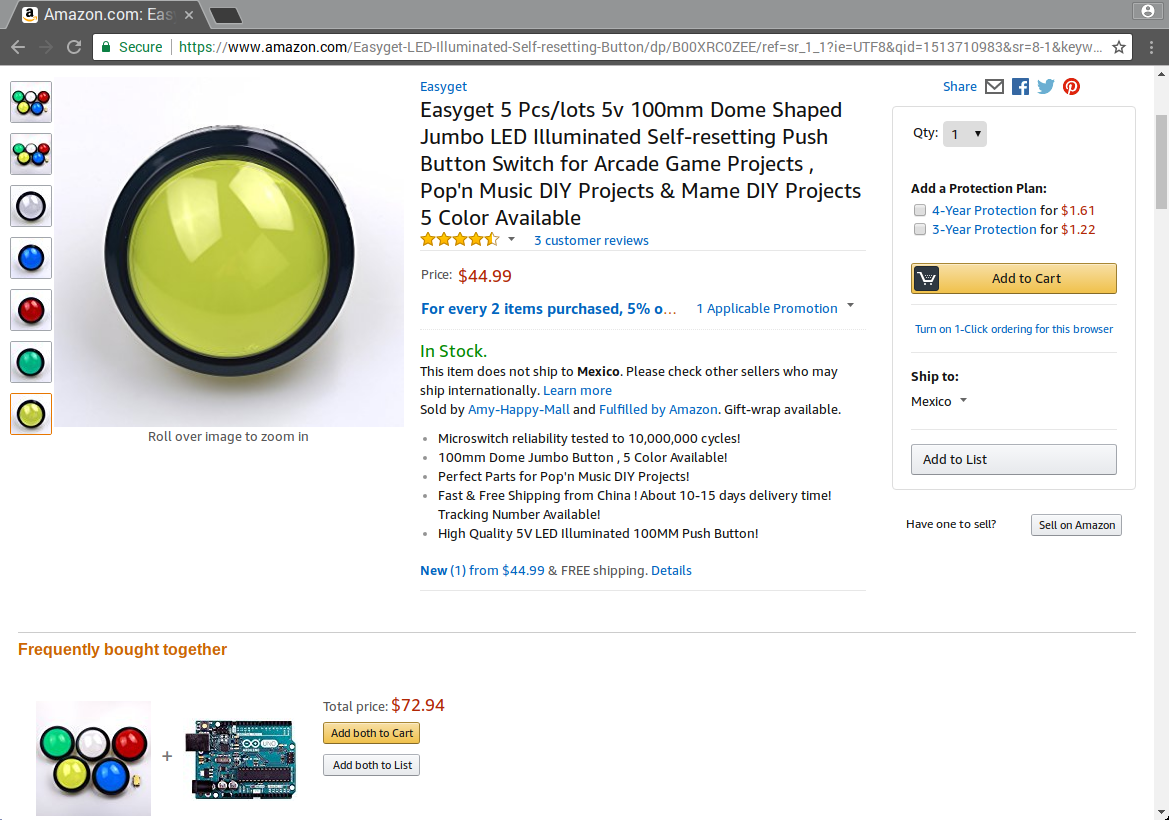 Amazon.com: Eas
Secure
https://www.amazon.com/Easyget-LED-Illuminated-Self-resetting-Button/dp/B00XRC0ZEE/ref=sr_1_1?ie=UTF8&qid=1513710983&sr=8-1&keyw...
Easyget
Easyget 5 Pcs/lots 5v 100mm Dome Shaped
Jumbo LED Illuminated Self-resetting Push
Button Switch for Arcade Game Projects ,
Pop'n Music DIY Projects & Mame DIY Projects
5 Color Available
3 customer reviews
Price: $44.99
For every 2 items purchased, 5% o...
1 Applicable Promotion
In Stock.
This item does not ship to Mexico. Please check other sellers who may
ship internationally. Learn more
Sold by Amy-Happy-Mall and Fulfilled by Amazon. Gift-wrap available.
Microswitch reliability tested to 10,000,000 cycles!
100mm Dome Jumbo Button , 5 Color Available!
Perfect Parts for Pop'n Music DIY Projects!
Fast & Free Shipping from China ! About 10-15 days delivery time!
Tracking Number Available!
High Quality 5V LED Illuminated 100MM Push Button!
New (1) from $44.99 & FREE shipping. Details
Roll over image to zoom in
Share
Qty: 1
Add a Protection Plan:
4-Year Protection for $1.61
3-Year Protection for $1.22
Add to Cart
Turn on 1-Click ordering for this browser
Ship to:
Mexico
Add to List
Have one to sell?
Sell on Amazon
Frequently bought together
+
Total price: $72.94
Add both to Cart
Add both to List